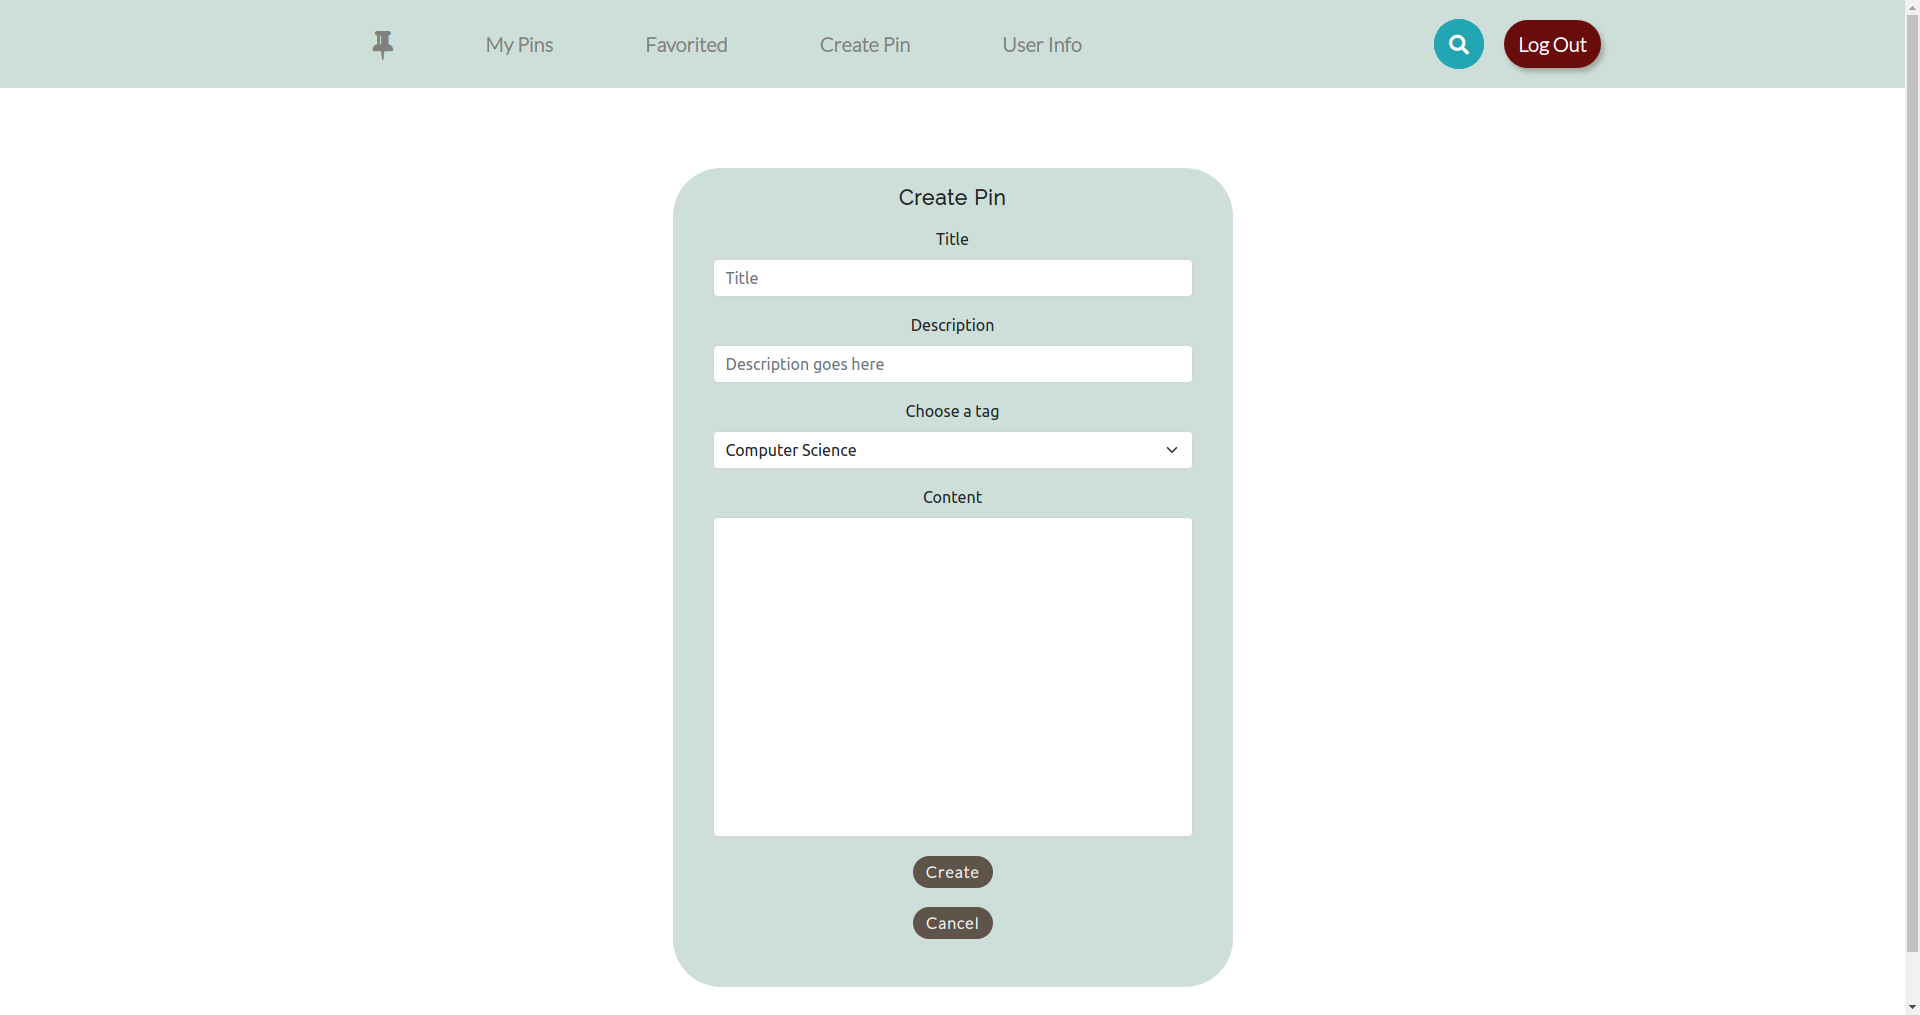 My Pins Favorited Create Pin User Info Log Out
Create Pin
Title
Title
Description
Description goes here
Choose a tag
Computer Science
Content
Create
Cancel